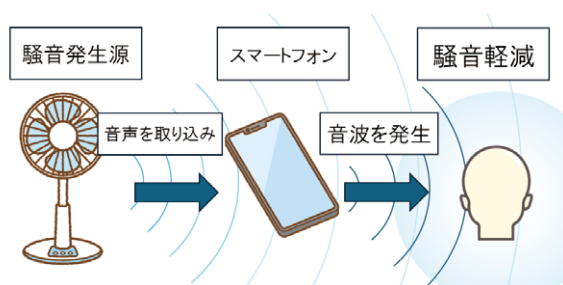 騒音発生源
スマートフォン
騒音軽減
音声を取り込み
音波を発生